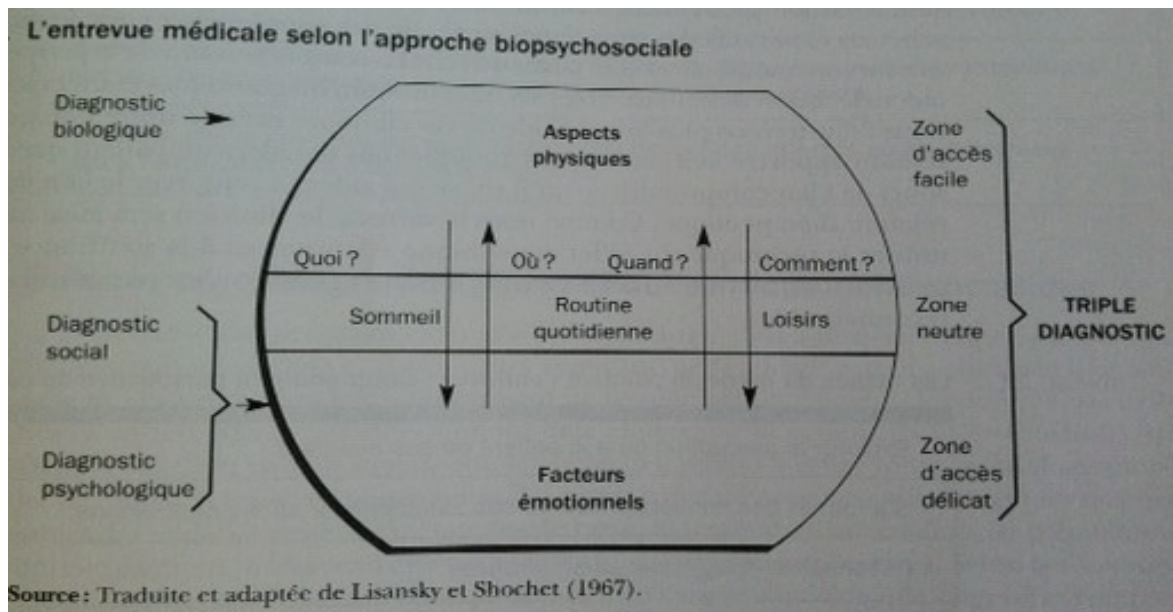 L'entrevue médicale selon l'approche biopsychosociale
Diagnostic
biologique
Aspects
physiques
Zone
d'accès
facile
Quoi ?
Où ?
Quand ?
Comment ?
Diagnostic
social
Sommeil
Routine
quotidienne
Loisirs
Zone
neutre
TRIPLE
DIAGNOSTIC
Diagnostic
psychologique
Facteurs
émotionnels
Zone
d'accès
délicat
Source : Traduite et adaptée de Lisansky et Shochet (1967).